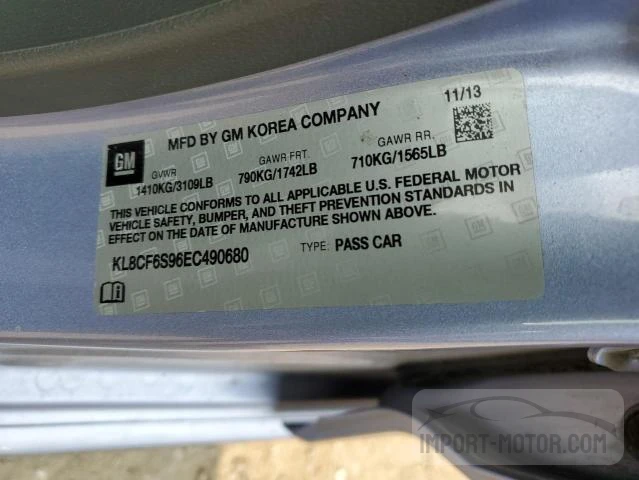 11/13
MFD BY GM KOREA COMPANY
GM
GVWR
1410KG/3109LB
GAWR FRT.
790KG/1742LB
GAWR RR.
710KG/1565LB
THIS VEHICLE CONFORMS TO ALL APPLICABLE U.S. FEDERAL MOTOR
VEHICLE SAFETY, BUMPER, AND THEFT PREVENTION STANDARDS IN
EFFECT ON THE DATE OF MANUFACTURE SHOWN ABOVE.
KL8CF6S96EC490680
TYPE: PASS CAR
IMPORT-MOTOR.COM